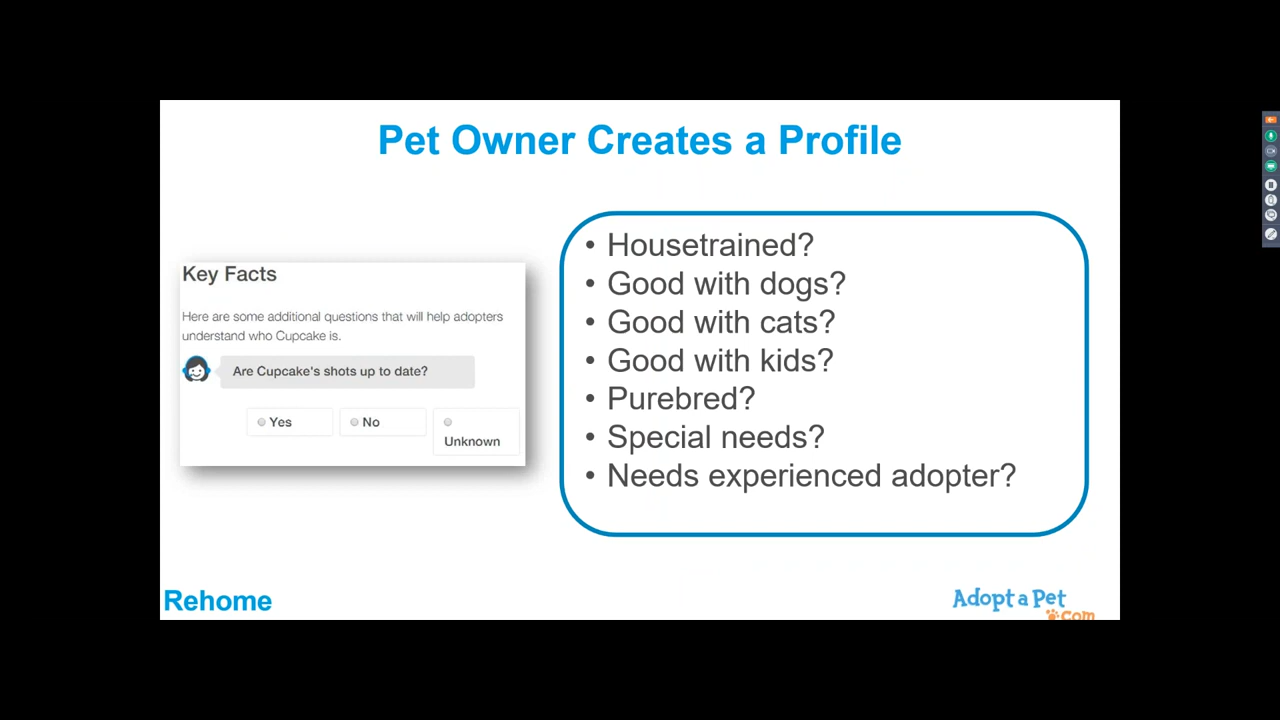 Pet Owner Creates a Profile
Key Facts
Here are some additional questions that will help adopters
understand who Cupcake is.
Are Cupcake's shots up to date?
Yes
No
Unknown
• Housetrained?
• Good with dogs?
• Good with cats?
• Good with kids?
• Purebred?
• Special needs?
• Needs experienced adopter?
Rehome
Adopt a Pet
.com